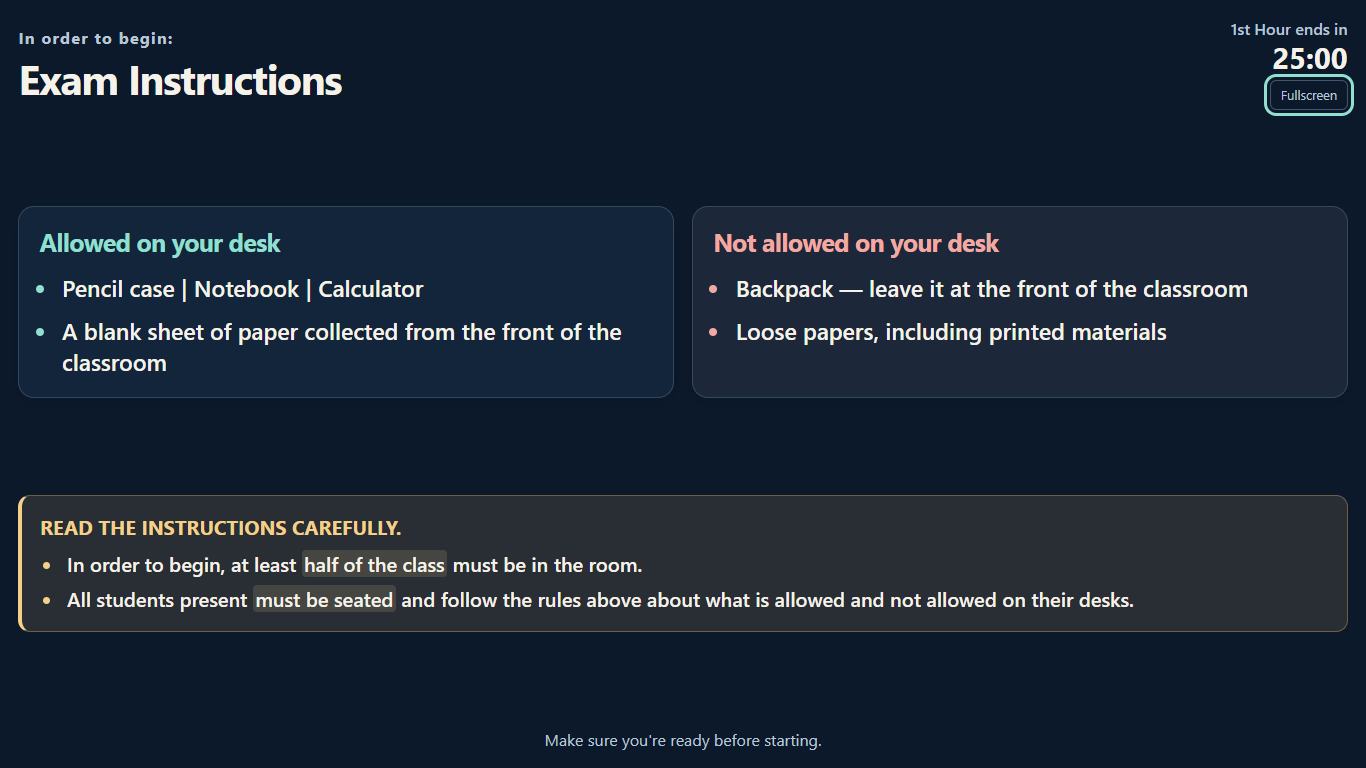 In order to begin:
Exam Instructions
1st Hour ends in
25:00
Fullscreen
Allowed on your desk
• Pencil case | Notebook | Calculator
• A blank sheet of paper collected from the front of the
classroom
Not allowed on your desk
• Backpack — leave it at the front of the classroom
• Loose papers, including printed materials
READ THE INSTRUCTIONS CAREFULLY.
• In order to begin, at least half of the class must be in the room.
• All students present must be seated and follow the rules above about what is allowed and not allowed on their desks.
Make sure you're ready before starting.